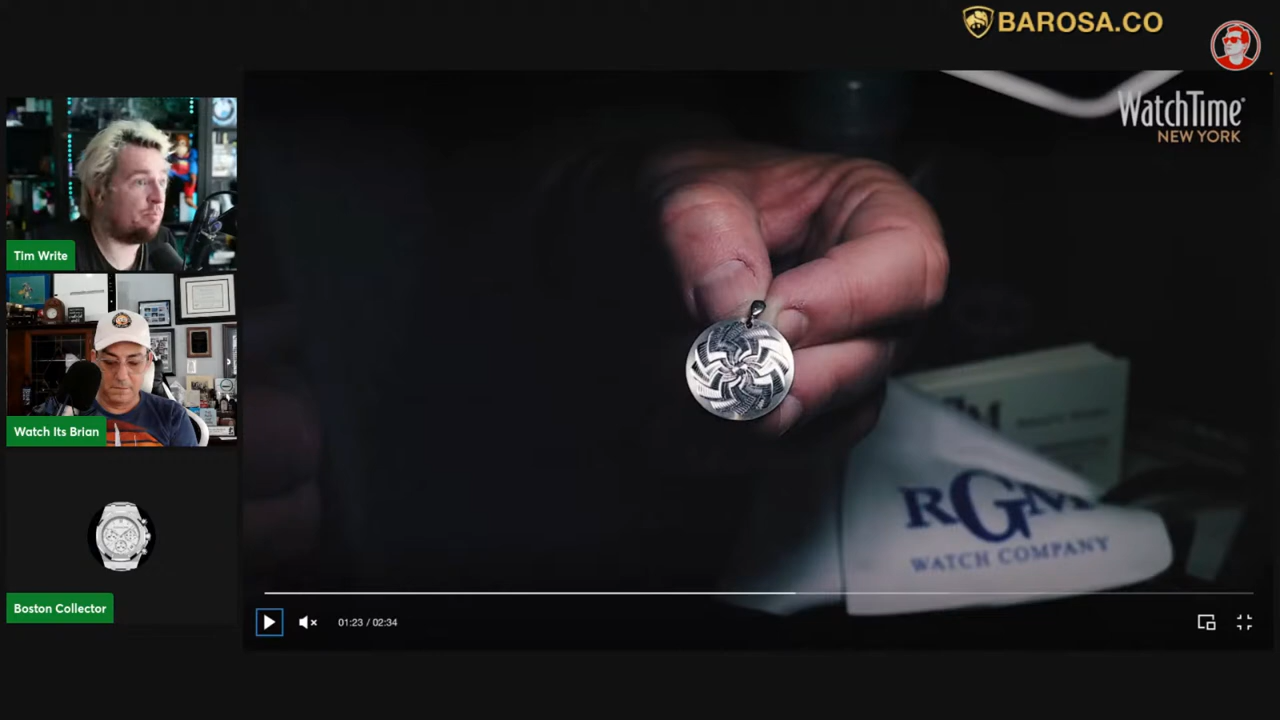 BAROSA.CO
WatchTime
NEW YORK
Tim Write
Watch Its Brian
Boston Collector
RGM
WATCH COMPANY
01:23 / 02:34